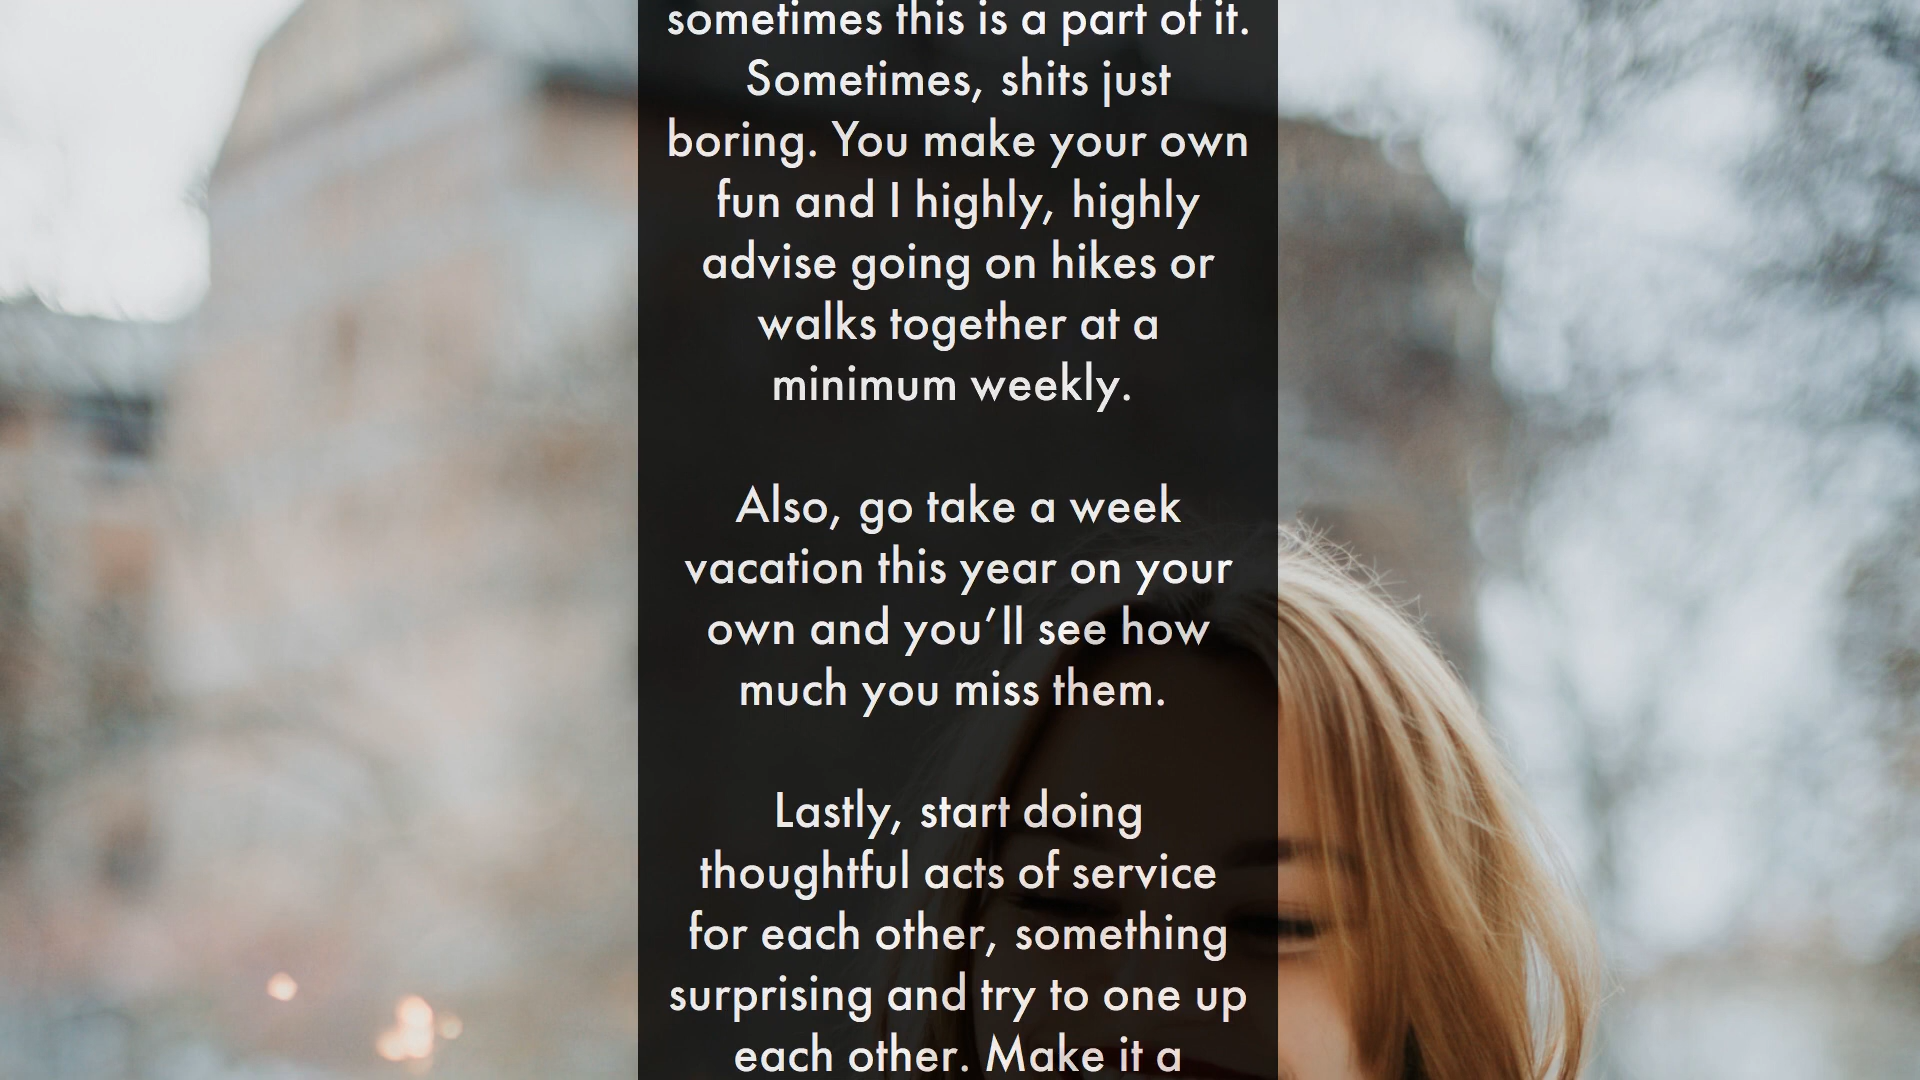 sometimes this is a part of it.
Sometimes, shits just
boring. You make your own
fun and I highly, highly
advise going on hikes or
walks together at a
minimum weekly.
Also, go take a week
vacation this year on your
own and you’ll see how
much you miss them.
Lastly, start doing
thoughtful acts of service
for each other, something
surprising and try to one up
each other. Make it a